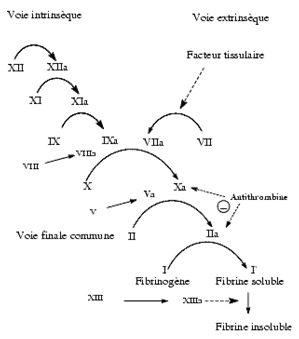 Voie intrinsèque Voie extrinsèque
Facteur tissulaire
XII XIIa
XI XIa
IX IXa VIIa VII
VIII VIIIa
X Xa
Va
V
Antithrombine
Voie finale commune II IIa
I I'
Fibrinogène Fibrine soluble
XIII XIIIa
Fibrine insoluble